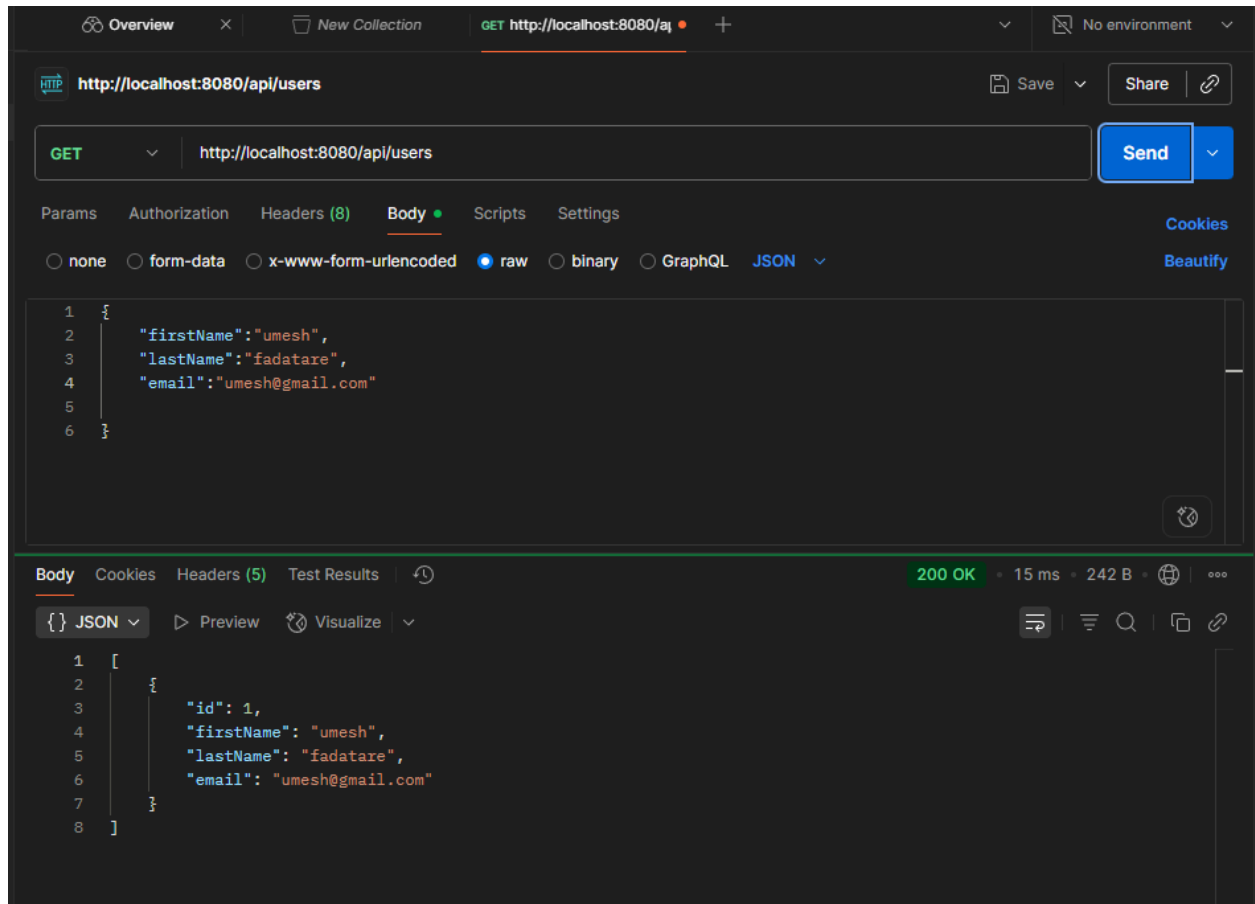 Overview × New Collection GET http://localhost:8080/a + No environment
HTTP http://localhost:8080/api/users Save Share
GET http://localhost:8080/api/users Send
Params Authorization Headers (8) Body Scripts Settings Cookies
none form-data x-www-form-urlencoded raw binary GraphQL JSON Beautify
1 {
2 "firstName":"umesh",
3 "lastName":"fadatare",
4 "email":"umesh@gmail.com"
5
6 }
Body Cookies Headers (5) Test Results 200 OK • 15 ms • 242 B
{} JSON Preview Visualize
1 [
2 {
3 "id": 1,
4 "firstName": "umesh",
5 "lastName": "fadatare",
6 "email": "umesh@gmail.com"
7 }
8 ]